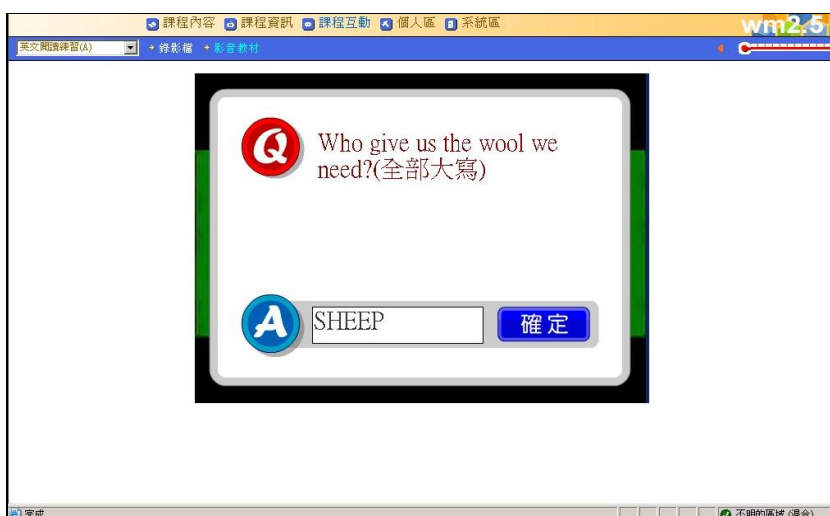 課程內容 課程資訊 課程互動 個人區 系統區
wm2.5
英文閱讀練習(A) 錄影檔 影音教材
Q Who give us the wool we
need?(全部大寫)
A SHEEP 確定
完成 不明的區域 (混合)